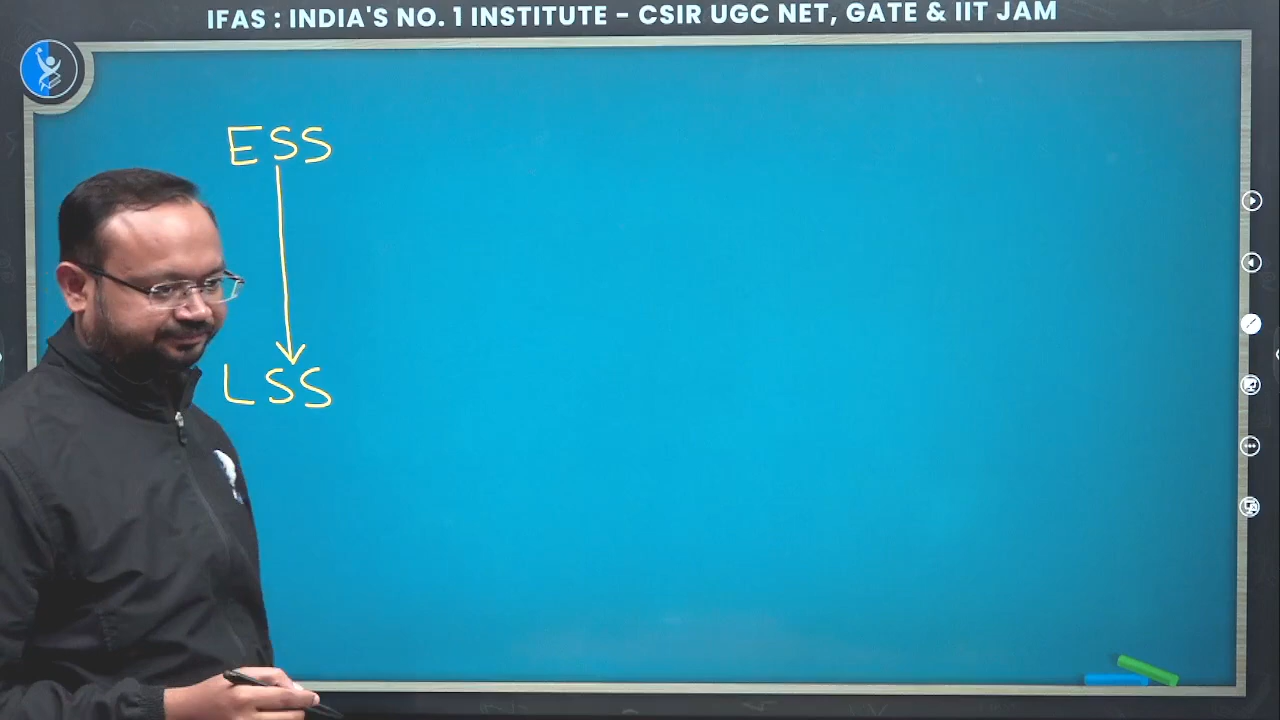 IFAS : INDIA'S NO. 1 INSTITUTE - CSIR UGC NET, GATE & IIT JAM
ESS
LSS